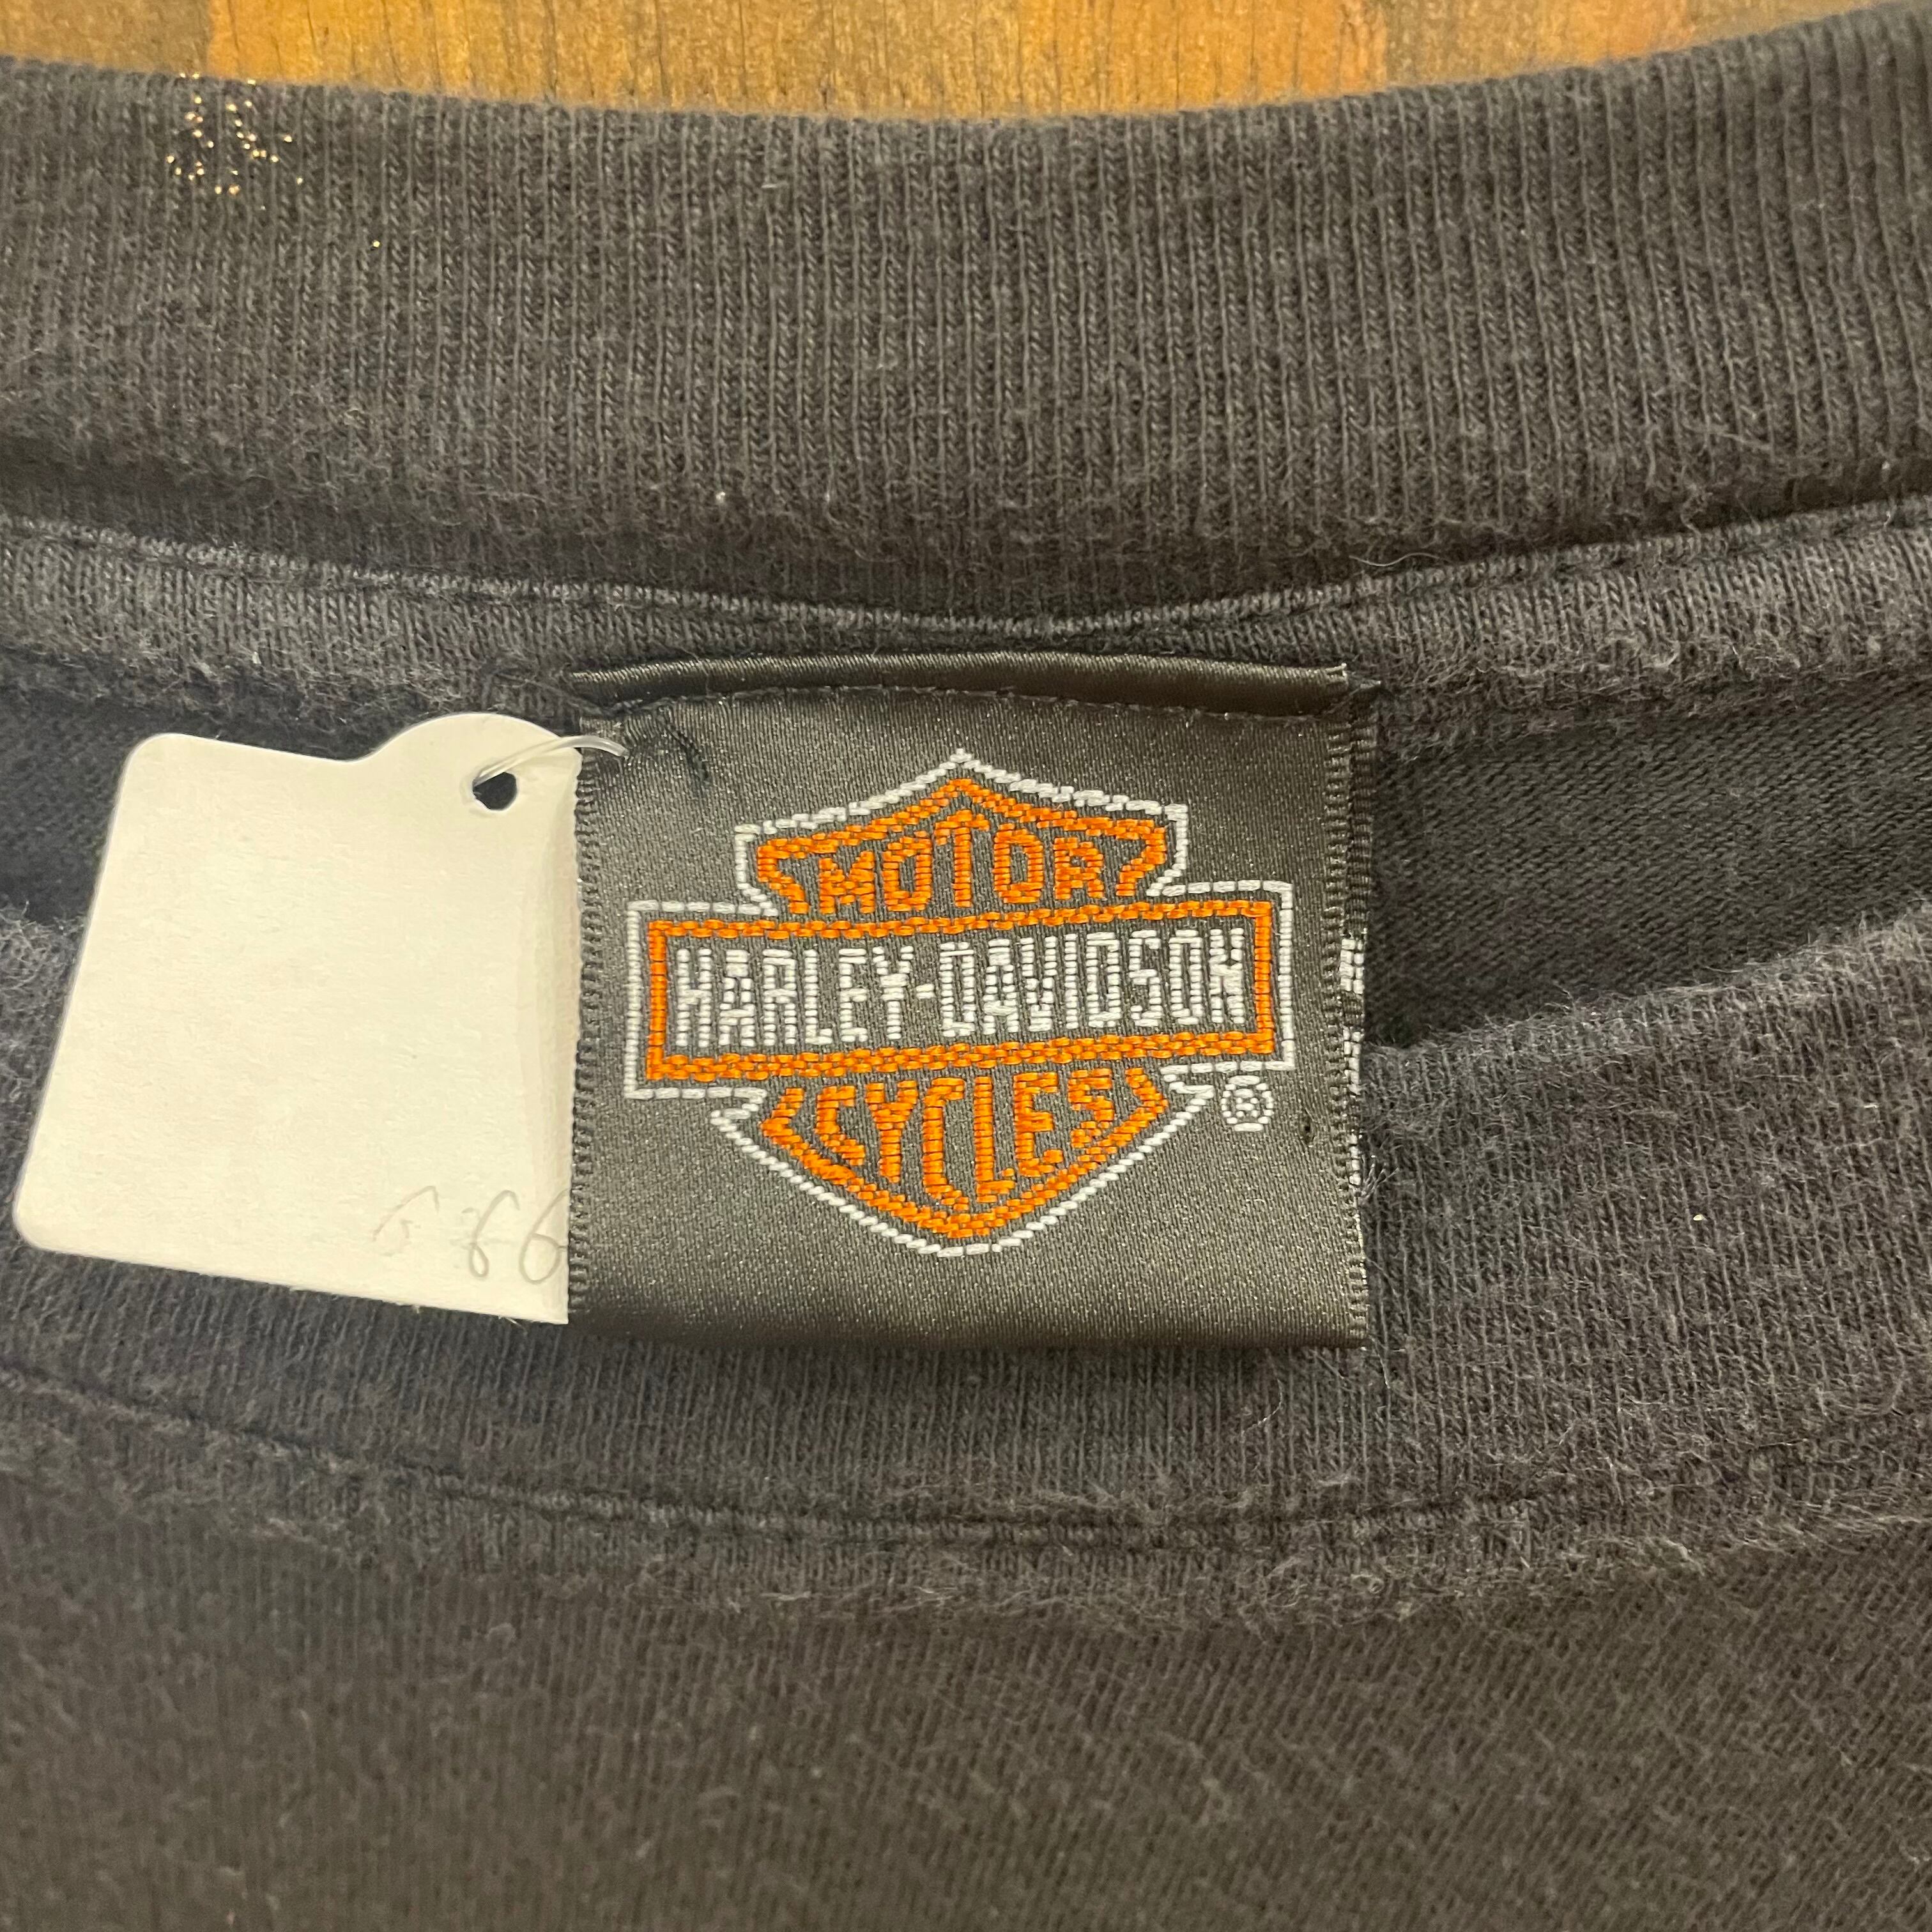 MOTOR
HARLEY-DAVIDSON
CYCLES
®